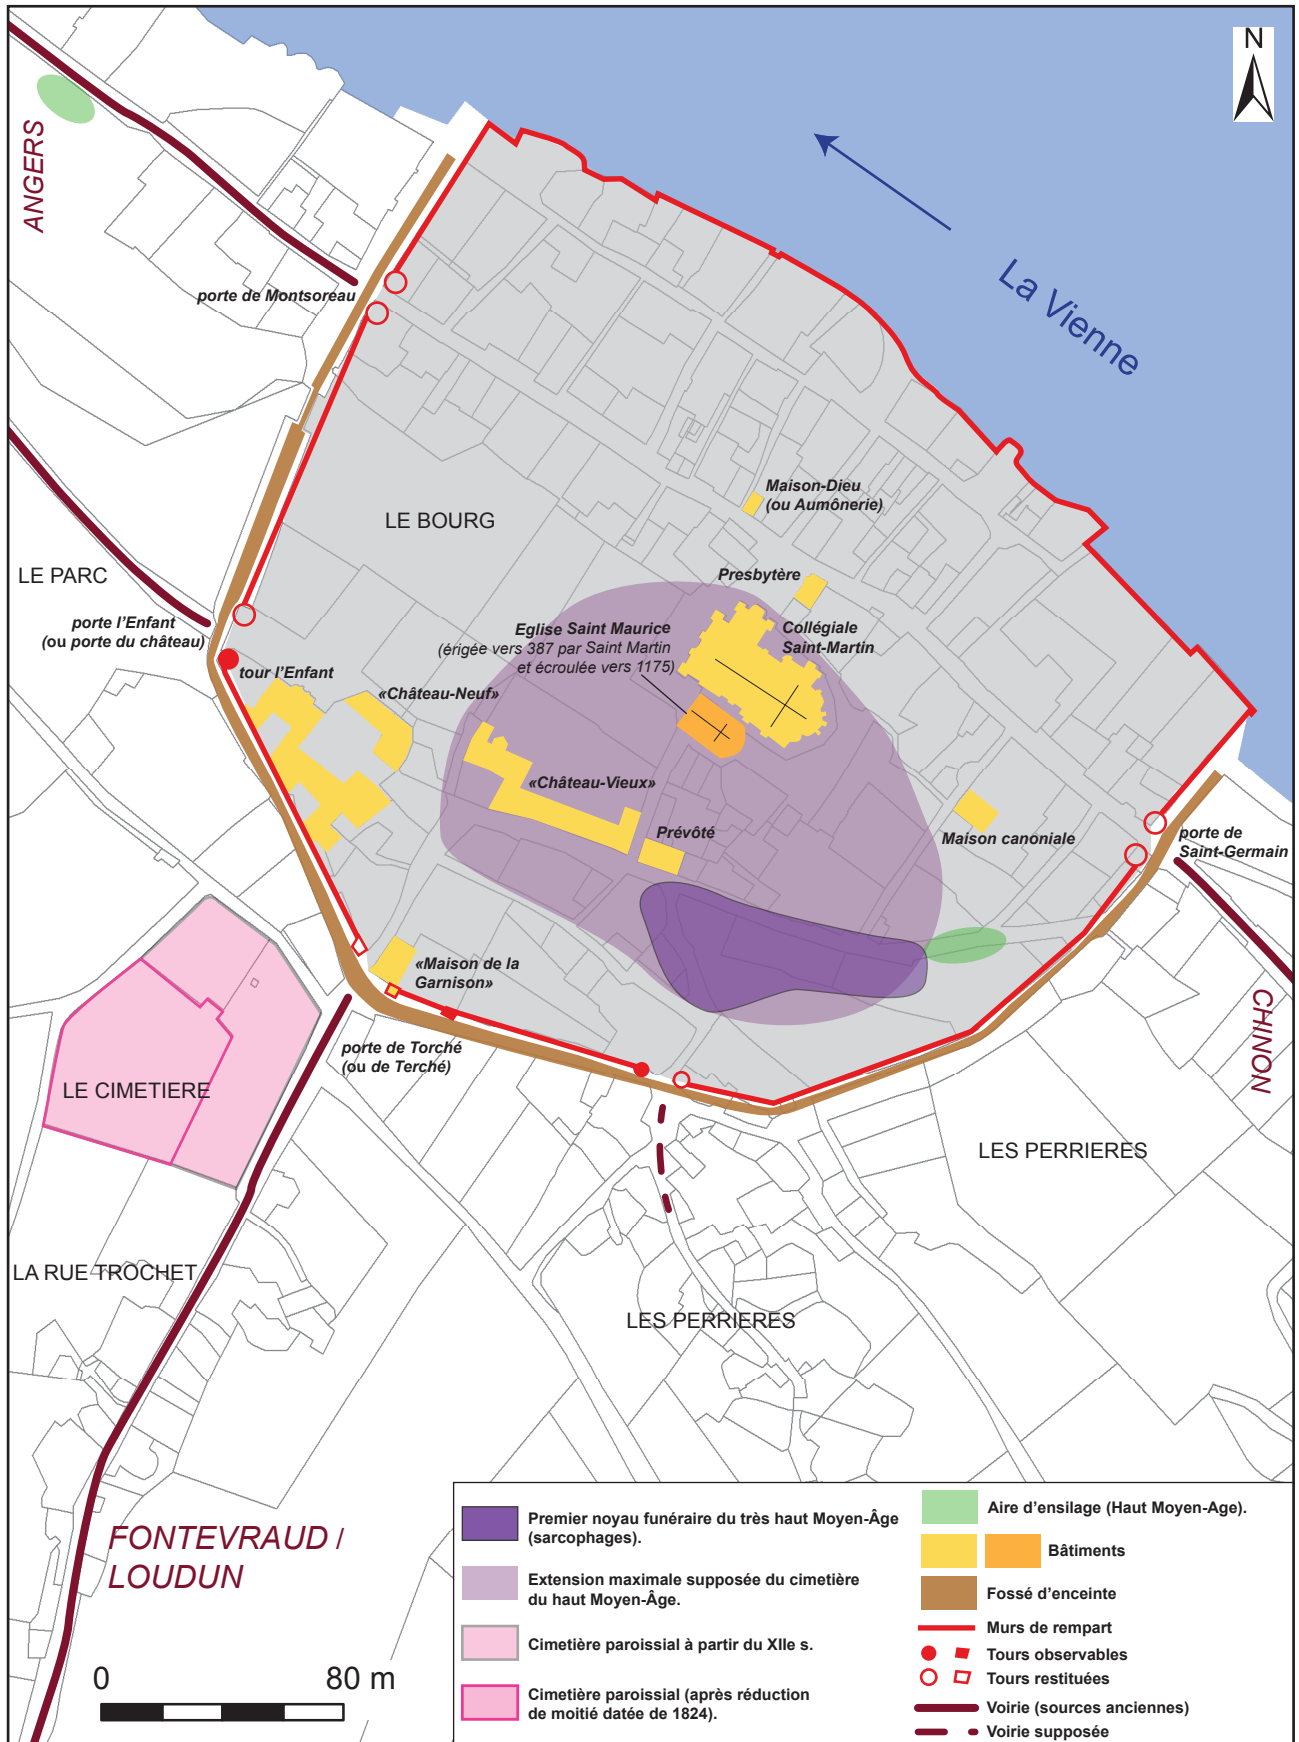 N
ANGERS
La Vienne
porte de Montsoreau
Maison-Dieu
(ou Aumônerie)
LE BOURG
LE PARC
Presbytère
porte l'Enfant
(ou porte du château)
Eglise Saint Maurice
(érigée vers 387 par Saint Martin
et écroulée vers 1175)
Collégiale
Saint-Martin
tour l'Enfant
«Château-Neuf»
«Château-Vieux»
Prévôté
Maison canoniale
porte de
Saint-Germain
«Maison de la
Garnison»
CHINON
porte de Torché
(ou de Terché)
LE CIMETIERE
LES PERRIERES
LA RUE TROCHET
LES PERRIERES
FONTEVRAUD /
LOUDUN
0 80 m
Premier noyau funéraire du très haut Moyen-Âge
(sarcophages).
Extension maximale supposée du cimetière
du haut Moyen-Âge.
Cimetière paroissial à partir du XIIe s.
Cimetière paroissial (après réduction
de moitié datée de 1824).
Aire d'ensilage (Haut Moyen-Age).
Bâtiments
Fossé d'enceinte
Murs de rempart
Tours observables
Tours restituées
Voirie (sources anciennes)
Voirie supposée